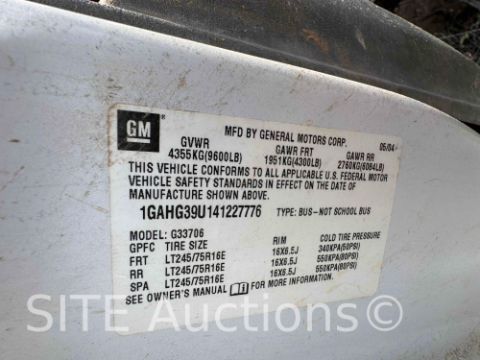 GM
MFD BY GENERAL MOTORS CORP. 05/04
GVWR GAWR FRT GAWR RR
4355KG(9600LB) 1951KG(4300LB) 2760KG(6084LB)
THIS VEHICLE CONFORMS TO ALL APPLICABLE U.S. FEDERAL MOTOR
VEHICLE SAFETY STANDARDS IN EFFECT ON THE DATE OF
MANUFACTURE SHOWN ABOVE.
1GAHG39U141227776 TYPE: BUS—NOT SCHOOL BUS
MODEL: G33706
GPFC TIRE SIZE RIM COLD TIRE PRESSURE
FRT LT245/75R16E 16X6.5J 340KPA(50PSI)
RR LT245/75R16E 16X6.5J 550KPA(80PSI)
SPA LT245/75R16E 16X6.5J 550KPA(80PSI)
SEE OWNER'S MANUAL FOR MORE INFORMATION.
SITE Auctions.com